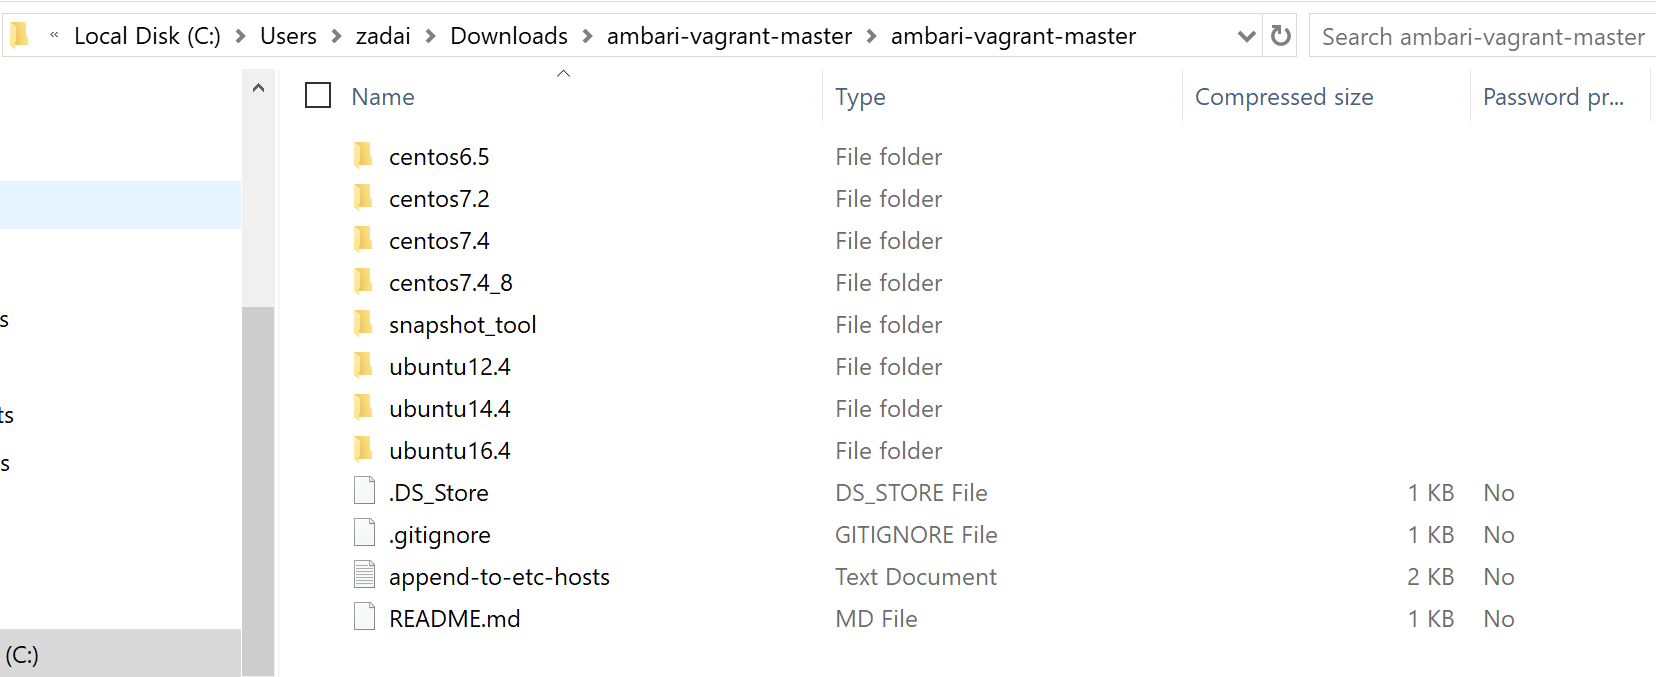 « Local Disk (C:) > Users > zadai > Downloads > ambari-vagrant-master > ambari-vagrant-master Search ambari-vagrant-master
Name Type Compressed size Password pr...
centos6.5 File folder
centos7.2 File folder
centos7.4 File folder
centos7.4_8 File folder
s
snapshot_tool File folder
ubuntu12.4 File folder
ts
ubuntu14.4 File folder
s
ubuntu16.4 File folder
.DS_Store DS_STORE File 1 KB No
.gitignore GITIGNORE File 1 KB No
append-to-etc-hosts Text Document 2 KB No
README.md MD File 1 KB No
(C:)